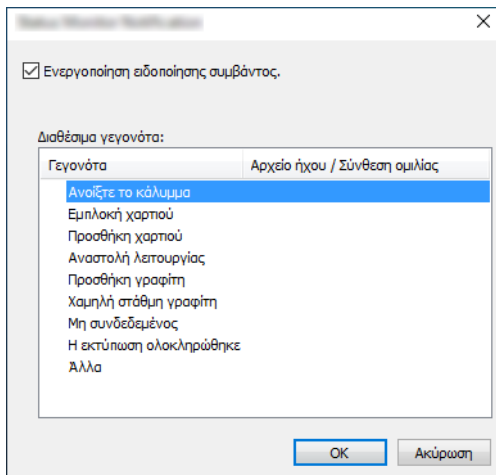 Ενεργοποίηση ειδοποίησης συμβάντος.
Διαθέσιμα γεγονότα:
Γεγονότα Αρχείο ήχου / Σύνθεση ομιλίας
Ανοίξτε το κάλυμμα
Εμπλοκή χαρτιού
Προσθήκη χαρτιού
Αναστολή λειτουργίας
Προσθήκη γραφίτη
Χαμηλή στάθμη γραφίτη
Μη συνδεδεμένος
Η εκτύπωση ολοκληρώθηκε
Άλλα
OK Ακύρωση